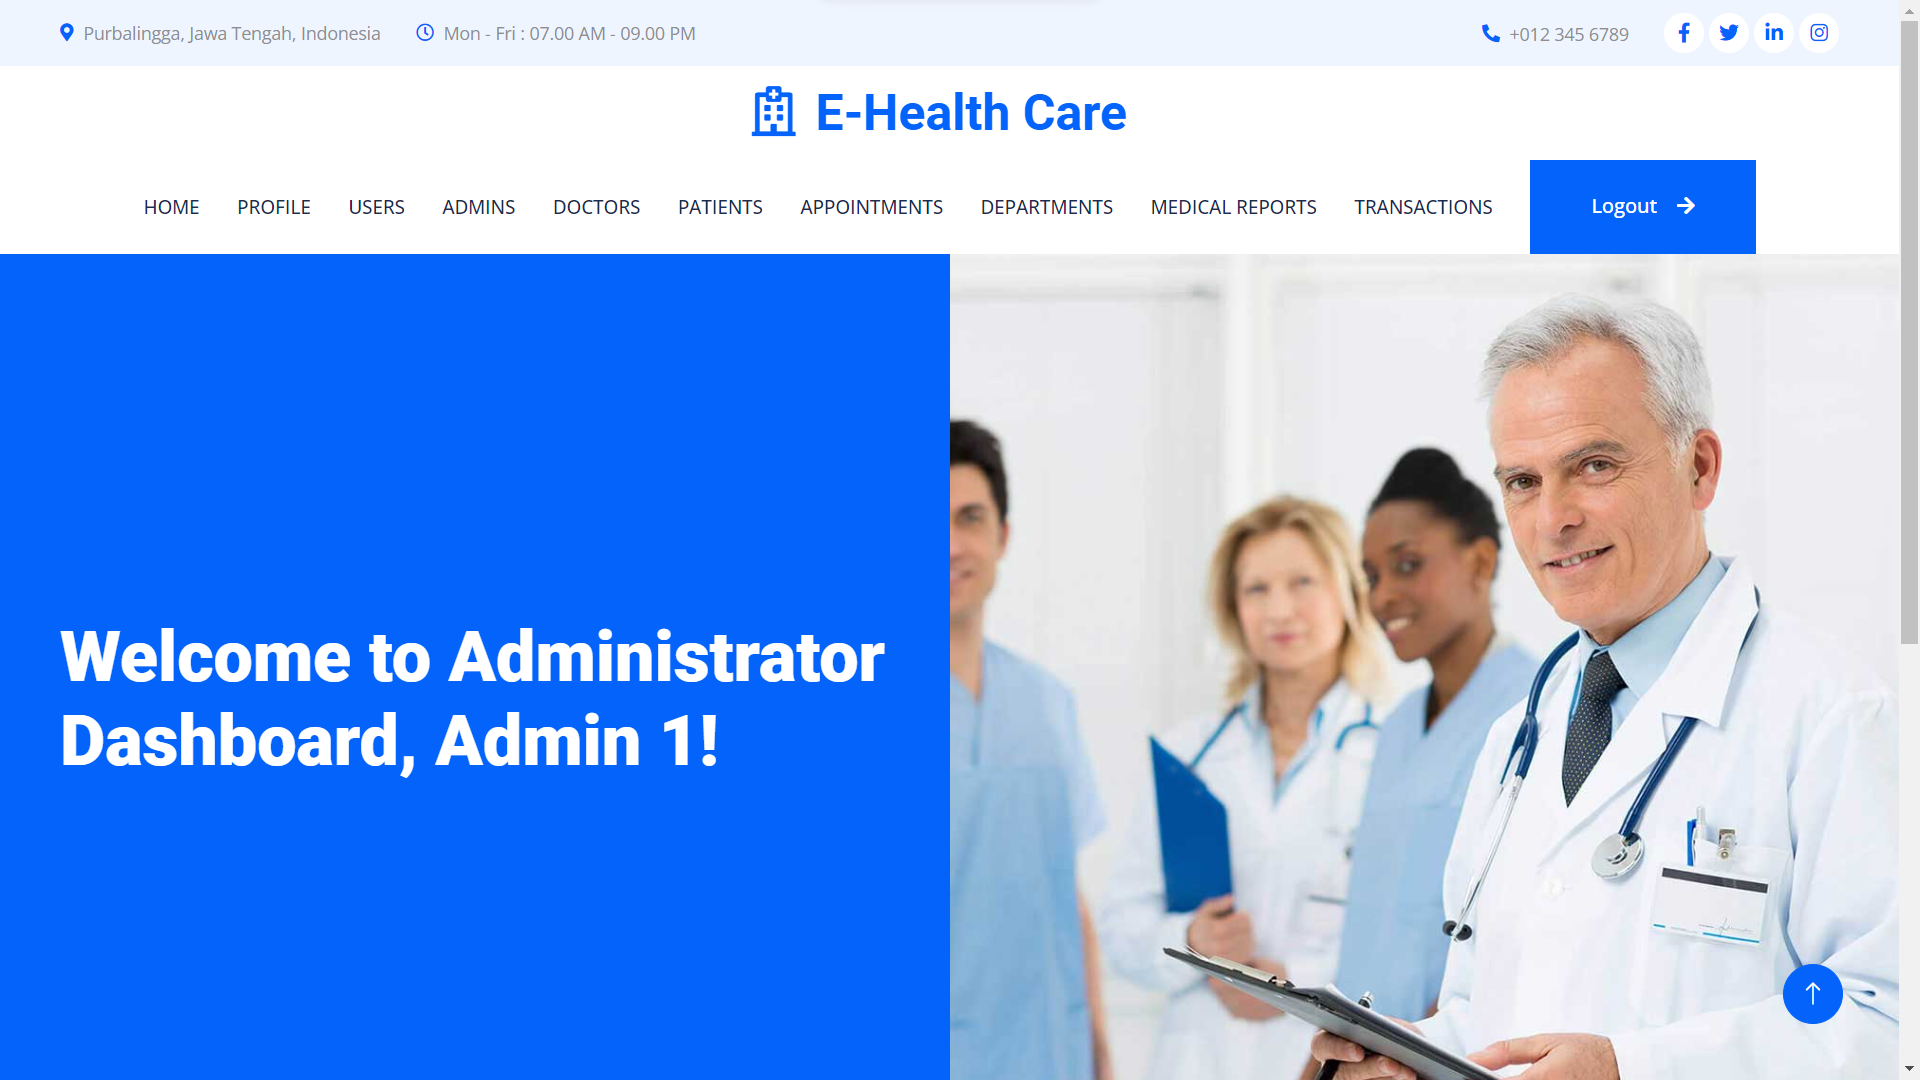 Purbalingga, Jawa Tengah, Indonesia
Mon - Fri : 07.00 AM - 09.00 PM
+012 345 6789
E-Health Care
HOME PROFILE USERS ADMINS DOCTORS PATIENTS APPOINTMENTS DEPARTMENTS MEDICAL REPORTS TRANSACTIONS Logout
Welcome to Administrator
Dashboard, Admin 1!